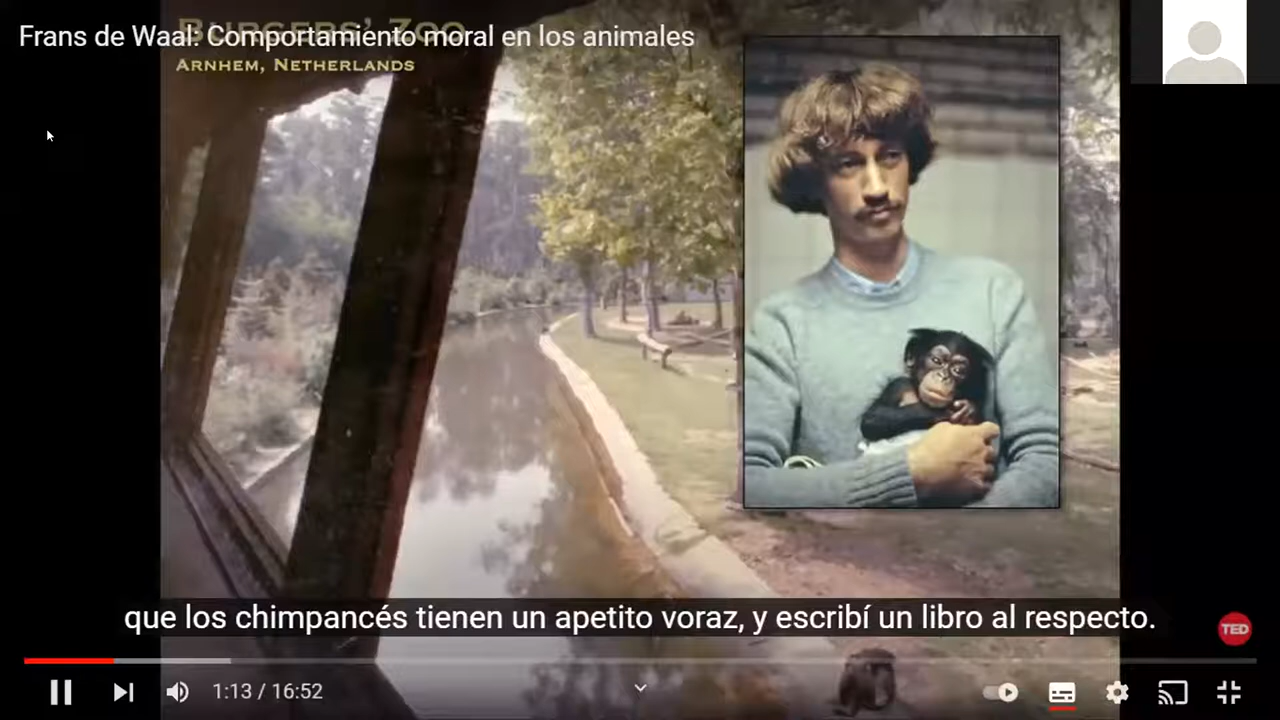 BURGERS' ZOO
Frans de Waal: Comportamiento moral en los animales
ARNHEM, NETHERLANDS
que los chimpancés tienen un apetito voraz, y escribí un libro al respecto.
TED
1:13 / 16:52